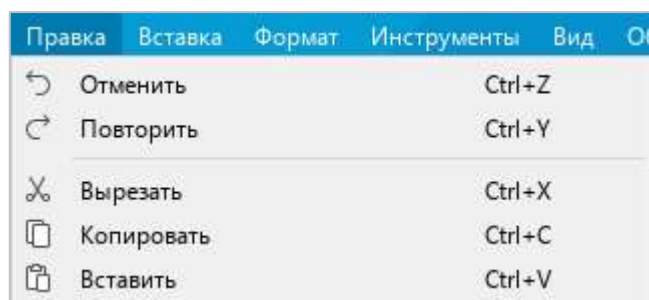 Правка Вставка Формат Инструменты Вид
Отменить Ctrl+Z
Повторить Ctrl+Y
Вырезать Ctrl+X
Копировать Ctrl+C
Вставить Ctrl+V